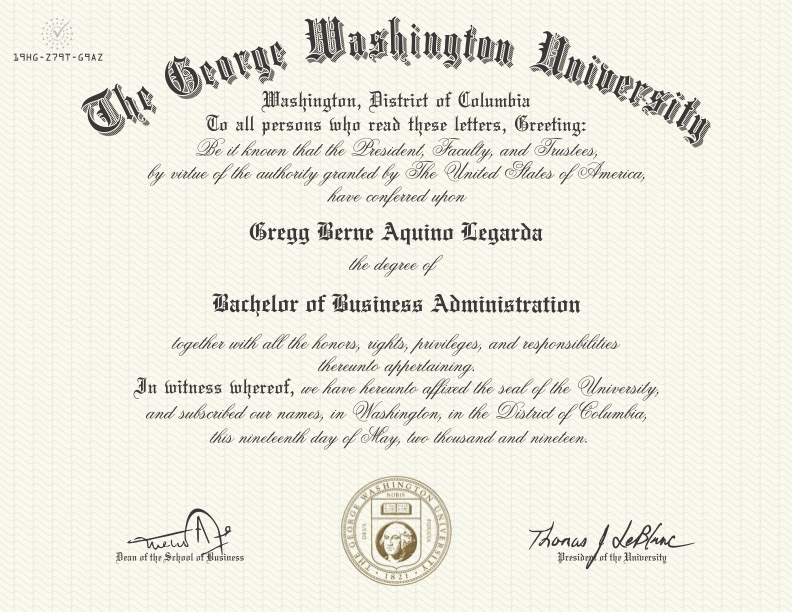 19HG-Z79T-G9AZ
The George Washington University
Washington, District of Columbia
To all persons who read these letters, Greeting:
Be it known that the President, Faculty, and Trustees,
by virtue of the authority granted by The United States of America,
have conferred upon
Gregg Berne Aquino Legarda
the degree of
Bachelor of Business Administration
together with all the honors, rights, privileges, and responsibilities
thereunto appertaining.
In witness whereof, we have hereunto affixed the seal of the University,
and subscribed our names, in Washington, in the District of Columbia,
this nineteenth day of May, two thousand and nineteen.
THE GEORGE WASHINGTON UNIVERSITY
NOBIS
DEUS
FIDUCIA
1821
Thomas J LeBlanc
Dean of the School of Business
President of the University